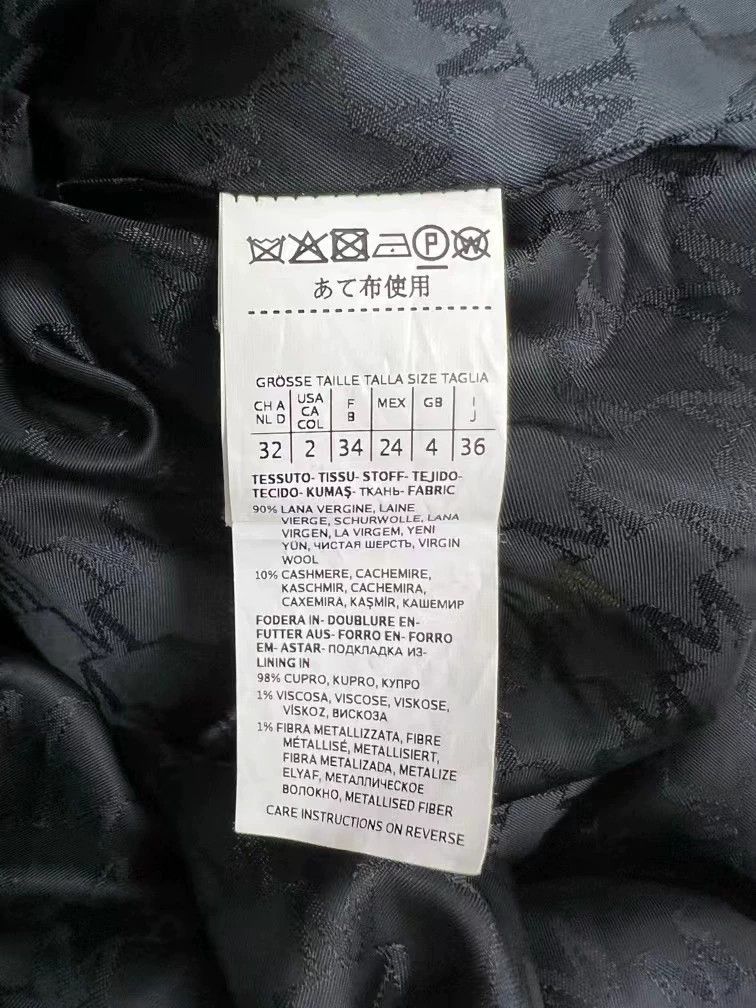 P W
あて布使用
GRÖSSE TAILLE TALLA SIZE TAGLIA
CH A NL D USA CA COL F B MEX GB I J
32 2 34 24 4 36
TESSUTO- TISSU- STOFF- TEJIDO-
TECIDO- KUMAŞ- ТКАНЬ- FABRIC
90% LANA VERGINE, LAINE
VIERGE, SCHURWOLLE, LANA
VIRGEN, LA VIRGEM, YENI
YÜN, ЧИСТАЯ ШЕРСТЬ, VIRGIN
WOOL
10% CASHMERE, CACHEMIRE,
KASCHMIR, CACHEMIRA,
CAXEMIRA, KAŞMİR, КАШЕМИР
FODERA IN- DOUBLURE EN-
FUTTER AUS- FORRO EN- FORRO
EM- ASTAR- ПОДКЛАДКА ИЗ-
LINING IN
98% CUPRO, KUPRO, КУПРО
1% VISCOSA, VISCOSE, VISKOSE,
VİSKOZ, ВИСКОЗА
1% FIBRA METALLIZZATA, FIBRE
MÉTALLISÉ, METALLISIERT,
FIBRA METALIZADA, METALIZE
ELYAF, МЕТАЛЛИЧЕСКОЕ
ВОЛОКНО, METALLISED FIBER
CARE INSTRUCTIONS ON REVERSE